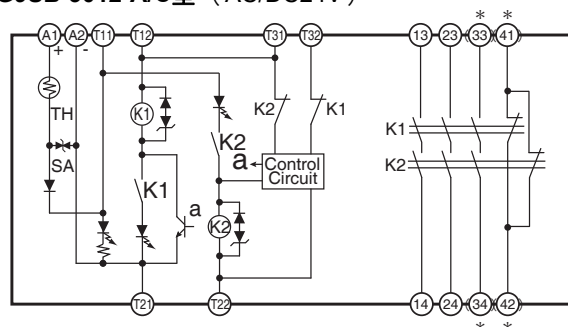 A1 A2 T11 T12 T31 T32 13 23 (33) (41)
* *
+ -
TH
K1
K2 K1
K2
K1
SA
a
Control
Circuit
K2
K1
a
K2
T21 T22 14 24 (34) (42)
* *